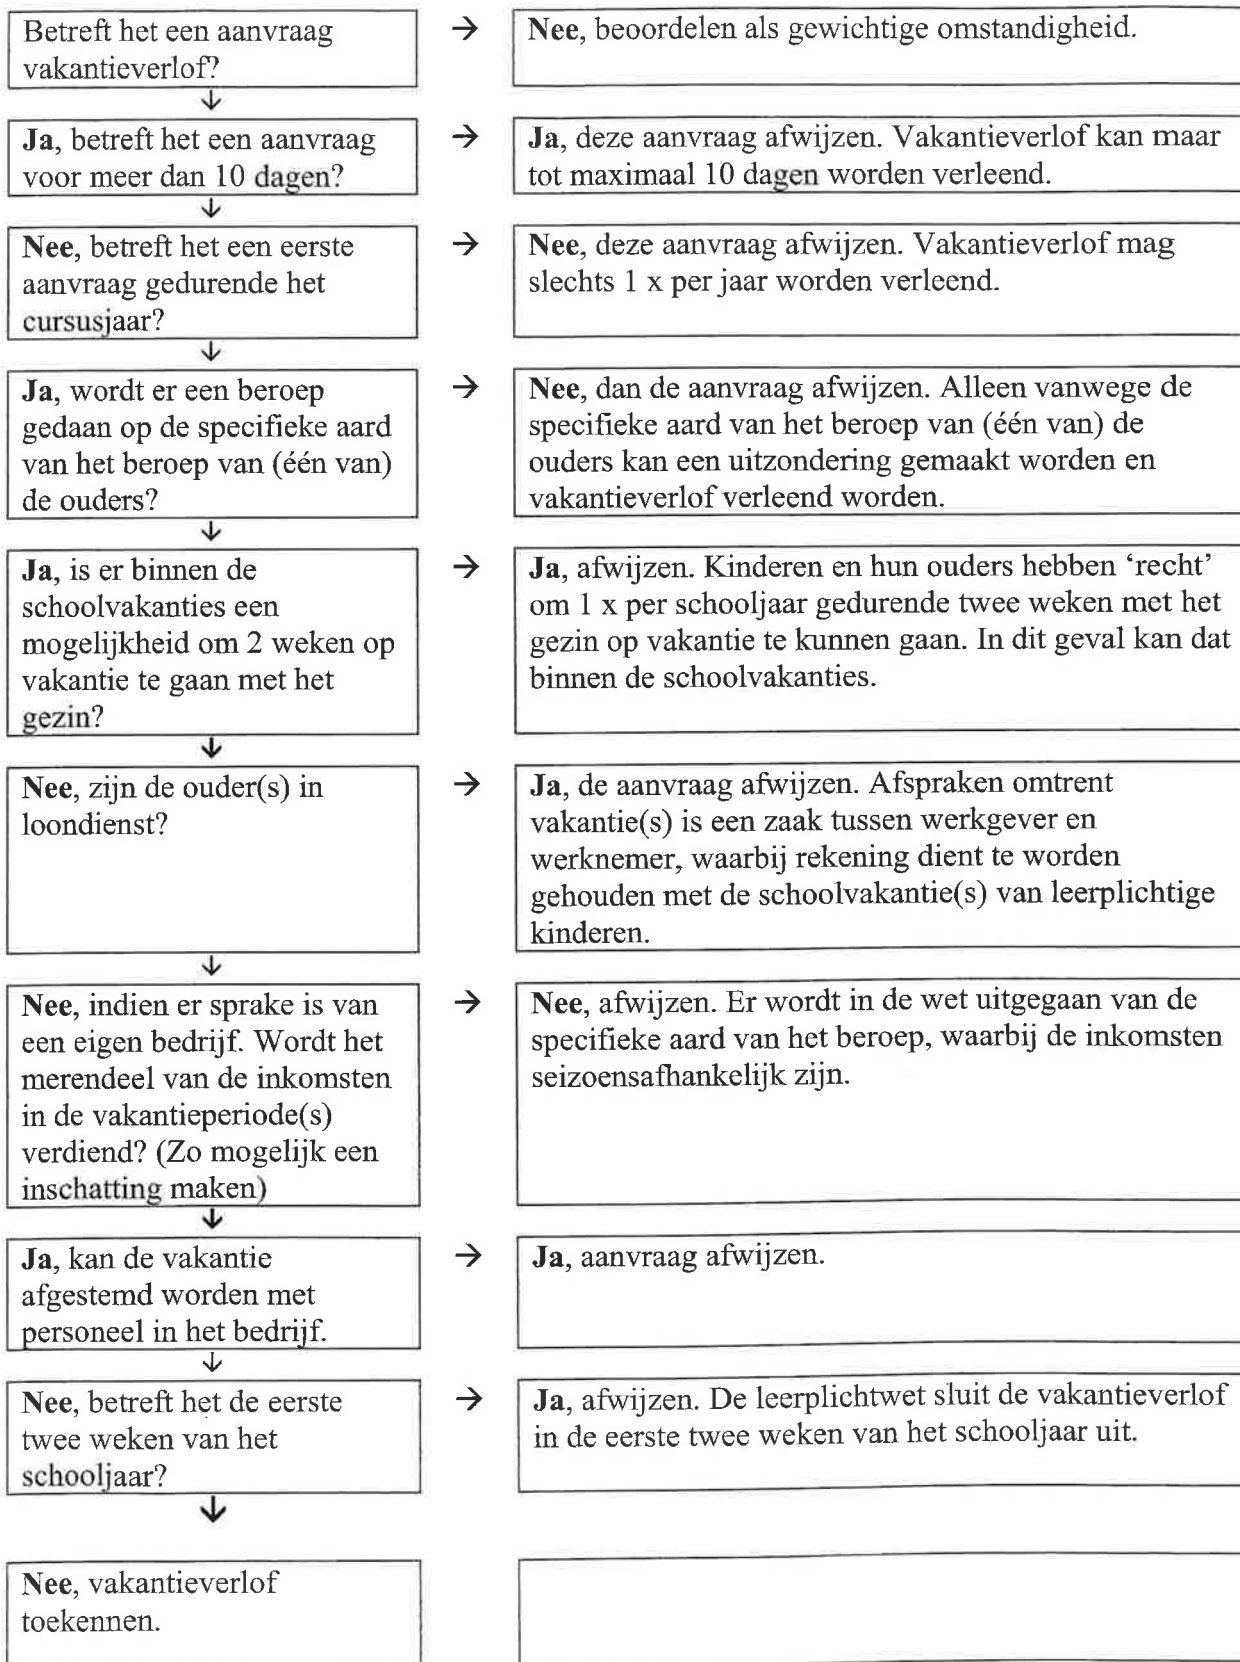 Betreft het een aanvraag
vakantieverlof?
→
Nee, beoordelen als gewichtige omstandigheid.
↓
Ja, betreft het een aanvraag
voor meer dan 10 dagen?
→
Ja, deze aanvraag afwijzen. Vakantieverlof kan maar
tot maximaal 10 dagen worden verleend.
↓
Nee, betreft het een eerste
aanvraag gedurende het
cursusjaar?
→
Nee, deze aanvraag afwijzen. Vakantieverlof mag
slechts 1 x per jaar worden verleend.
↓
Ja, wordt er een beroep
gedaan op de specifieke aard
van het beroep van (één van)
de ouders?
→
Nee, dan de aanvraag afwijzen. Alleen vanwege de
specifieke aard van het beroep van (één van) de
ouders kan een uitzondering gemaakt worden en
vakantieverlof verleend worden.
↓
Ja, is er binnen de
schoolvakanties een
mogelijkheid om 2 weken op
vakantie te gaan met het
gezin?
→
Ja, afwijzen. Kinderen en hun ouders hebben ‘recht’
om 1 x per schooljaar gedurende twee weken met het
gezin op vakantie te kunnen gaan. In dit geval kan dat
binnen de schoolvakanties.
↓
Nee, zijn de ouder(s) in
loondienst?
→
Ja, de aanvraag afwijzen. Afspraken omtrent
vakantie(s) is een zaak tussen werkgever en
werknemer, waarbij rekening dient te worden
gehouden met de schoolvakantie(s) van leerplichtige
kinderen.
↓
Nee, indien er sprake is van
een eigen bedrijf. Wordt het
merendeel van de inkomsten
in de vakantieperiode(s)
verdiend? (Zo mogelijk een
inschatting maken)
→
Nee, afwijzen. Er wordt in de wet uitgegaan van de
specifieke aard van het beroep, waarbij de inkomsten
seizoensafhankelijk zijn.
↓
Ja, kan de vakantie
afgestemd worden met
personeel in het bedrijf.
→
Ja, aanvraag afwijzen.
↓
Nee, betreft het de eerste
twee weken van het
schooljaar?
→
Ja, afwijzen. De leerplichtwet sluit de vakantieverlof
in de eerste twee weken van het schooljaar uit.
↓
Nee, vakantieverlof
toekennen.